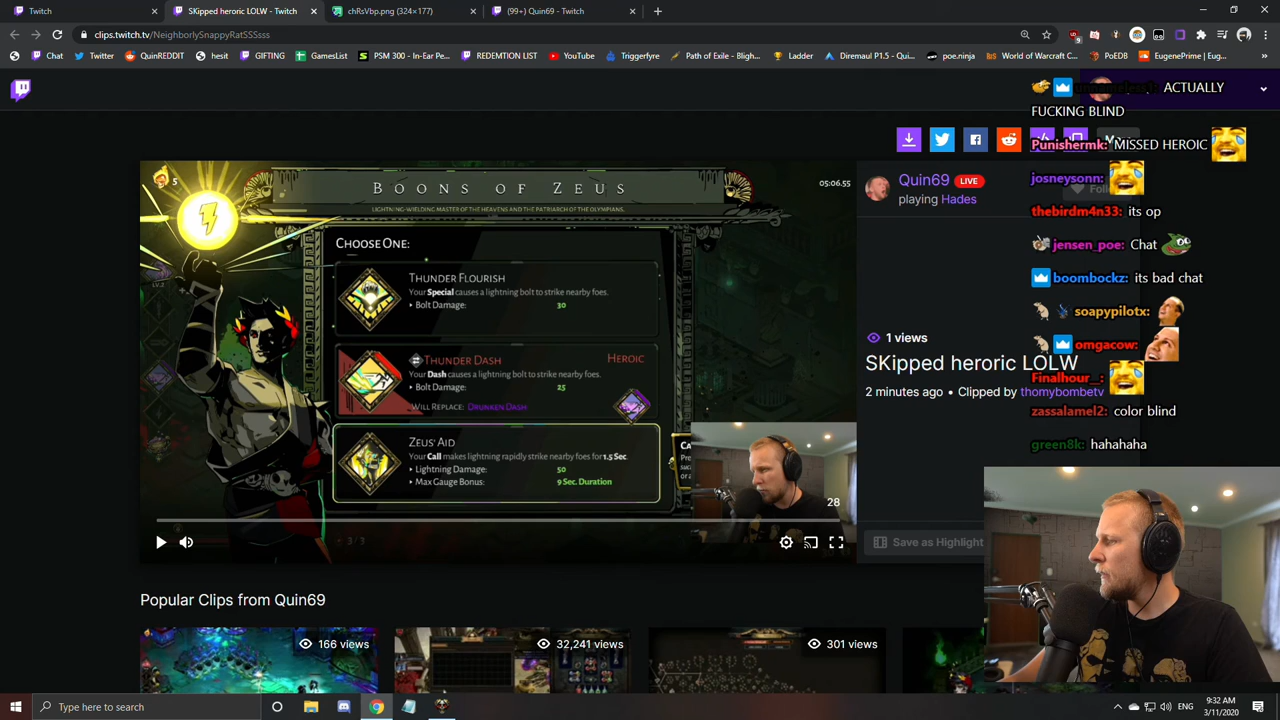 Twitch
SKipped heroic LOLW - Twitch
chRsVbp.png (324×177)
(99+) Quin69 - Twitch
clips.twitch.tv/NeighborlySnappyRatSSSsss
Chat
Twitter
QuinREDDIT
hesit
GIFTING
GamesList
PSM 300 - In-Ear Pe...
REDEMTION LIST
YouTube
Triggerfyre
Path of Exile - Bligh...
Ladder
Diremaul P1.5 - Qui...
poe.ninja
World of Warcraft C...
PoEDB
EugenePrime | Eug...
ACTUALLY
FUCKING BLIND
Punishermk: MISSED HEROIC
josneysonn:
thebirdm4n33: its op
jensen_poe: Chat
boombockz: its bad chat
soapypilotx:
omgacow:
Finalhour_:
zassalamel2: color blind
green8k: hahahaha
5
BOONS OF ZEUS
LIGHTNING-WIELDING MASTER OF THE HEAVENS AND THE PATRIARCH OF THE OLYMPIANS.
05:06.55
CHOOSE ONE:
THUNDER FLOURISH
Your Special causes a lightning bolt to strike nearby foes.
Bolt Damage: 30
THUNDER DASH
HEROIC
Your Dash causes a lightning bolt to strike nearby foes.
Bolt Damage: 25
WILL REPLACE: DRUNKEN DASH
ZEUS' AID
Your Call makes lightning rapidly strike nearby foes for 1.5 Sec.
Lightning Damage: 50
Max Gauge Bonus: 9 Sec. Duration
LV.2
3/3
28
Quin69 LIVE
playing Hades
1 views
SKipped heroric LOLW
2 minutes ago • Clipped by thomybombetv
Save as Highlight
Popular Clips from Quin69
166 views
32,241 views
301 views
Type here to search
ENG
9:32 AM
3/11/2020